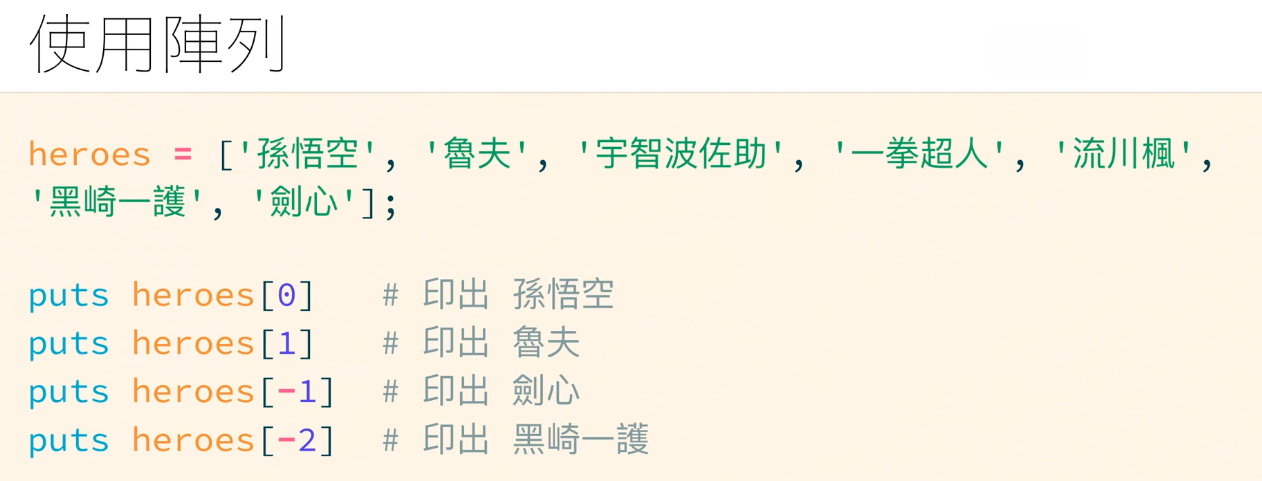 使用陣列
heroes = ['孫悟空', '魯夫', '宇智波佐助', '一拳超人', '流川楓',
'黑崎一護', '劍心'];
puts heroes[0]   # 印出 孫悟空
puts heroes[1]   # 印出 魯夫
puts heroes[-1]  # 印出 劍心
puts heroes[-2]  # 印出 黑崎一護